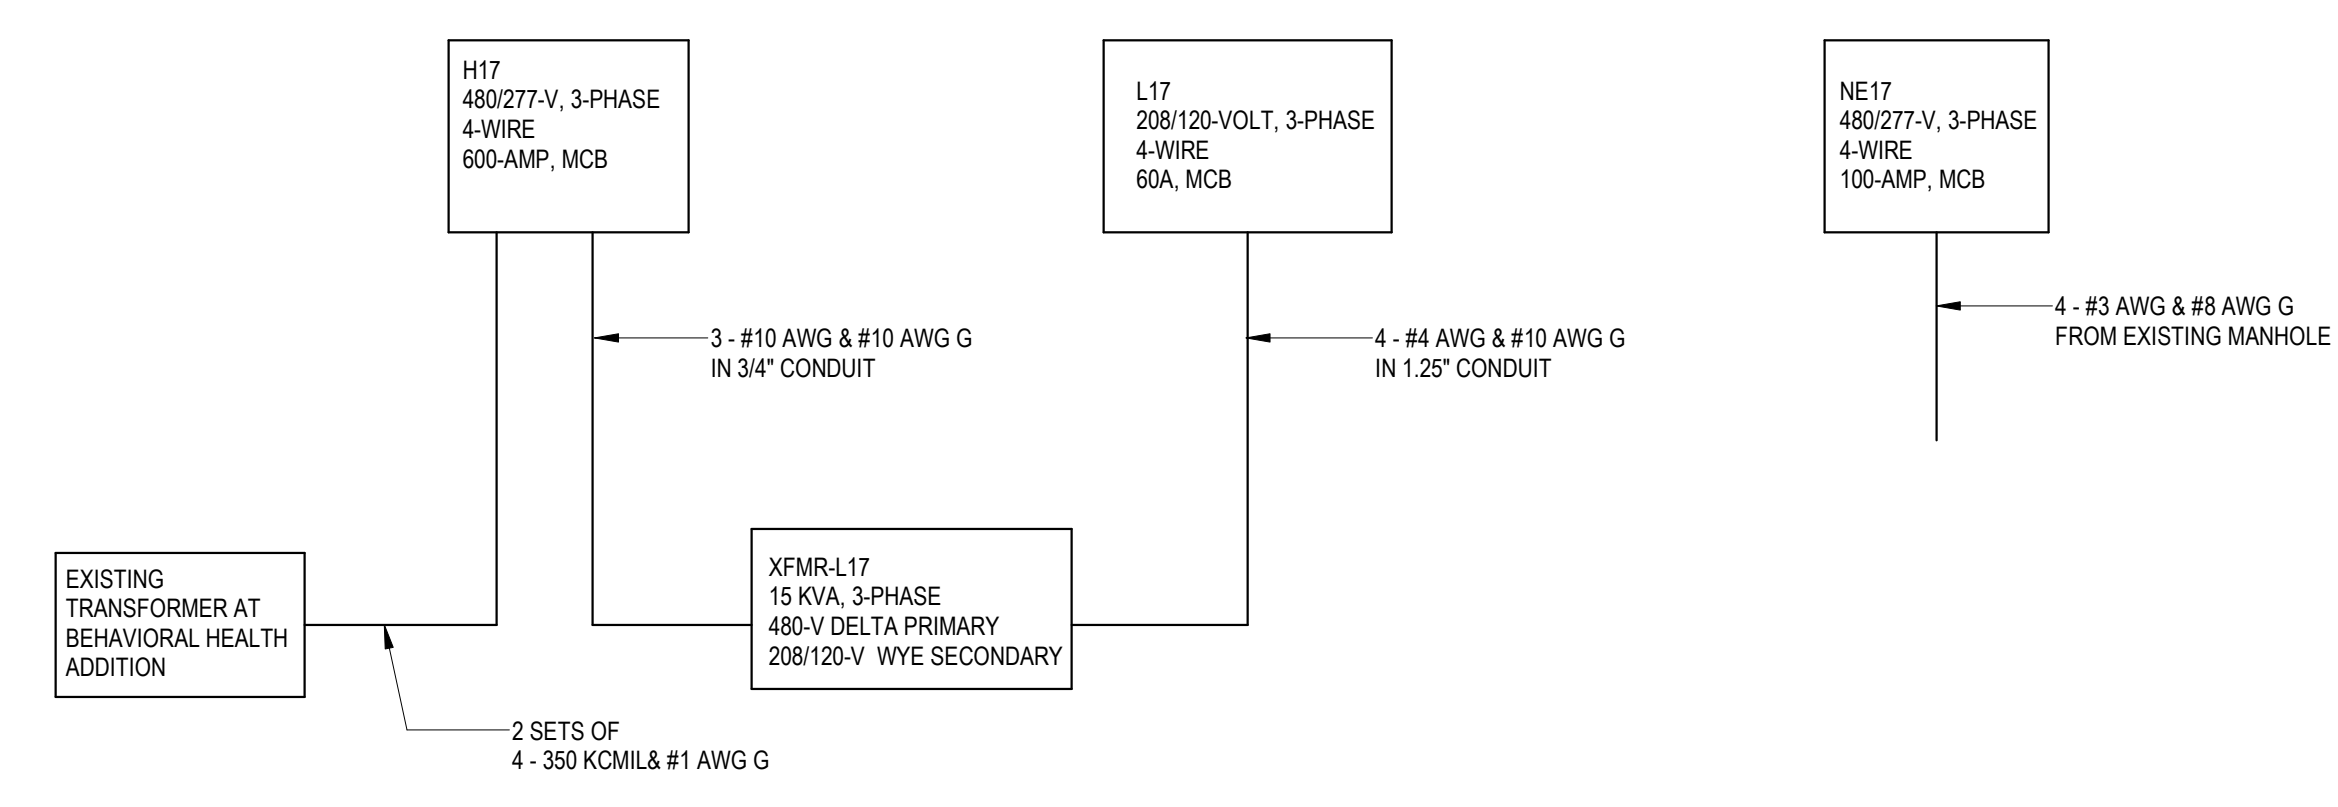 H17
480/277-V, 3-PHASE
4-WIRE
600-AMP, MCB
L17
208/120-VOLT, 3-PHASE
4-WIRE
60A, MCB
NE17
480/277-V, 3-PHASE
4-WIRE
100-AMP, MCB
3 - #10 AWG & #10 AWG G
IN 3/4" CONDUIT
4 - #4 AWG & #10 AWG G
IN 1.25" CONDUIT
4 - #3 AWG & #8 AWG G
FROM EXISTING MANHOLE
EXISTING
TRANSFORMER AT
BEHAVIORAL HEALTH
ADDITION
XFMR-L17
15 KVA, 3-PHASE
480-V DELTA PRIMARY
208/120-V  WYE SECONDARY
2 SETS OF
4 - 350 KCMIL& #1 AWG G